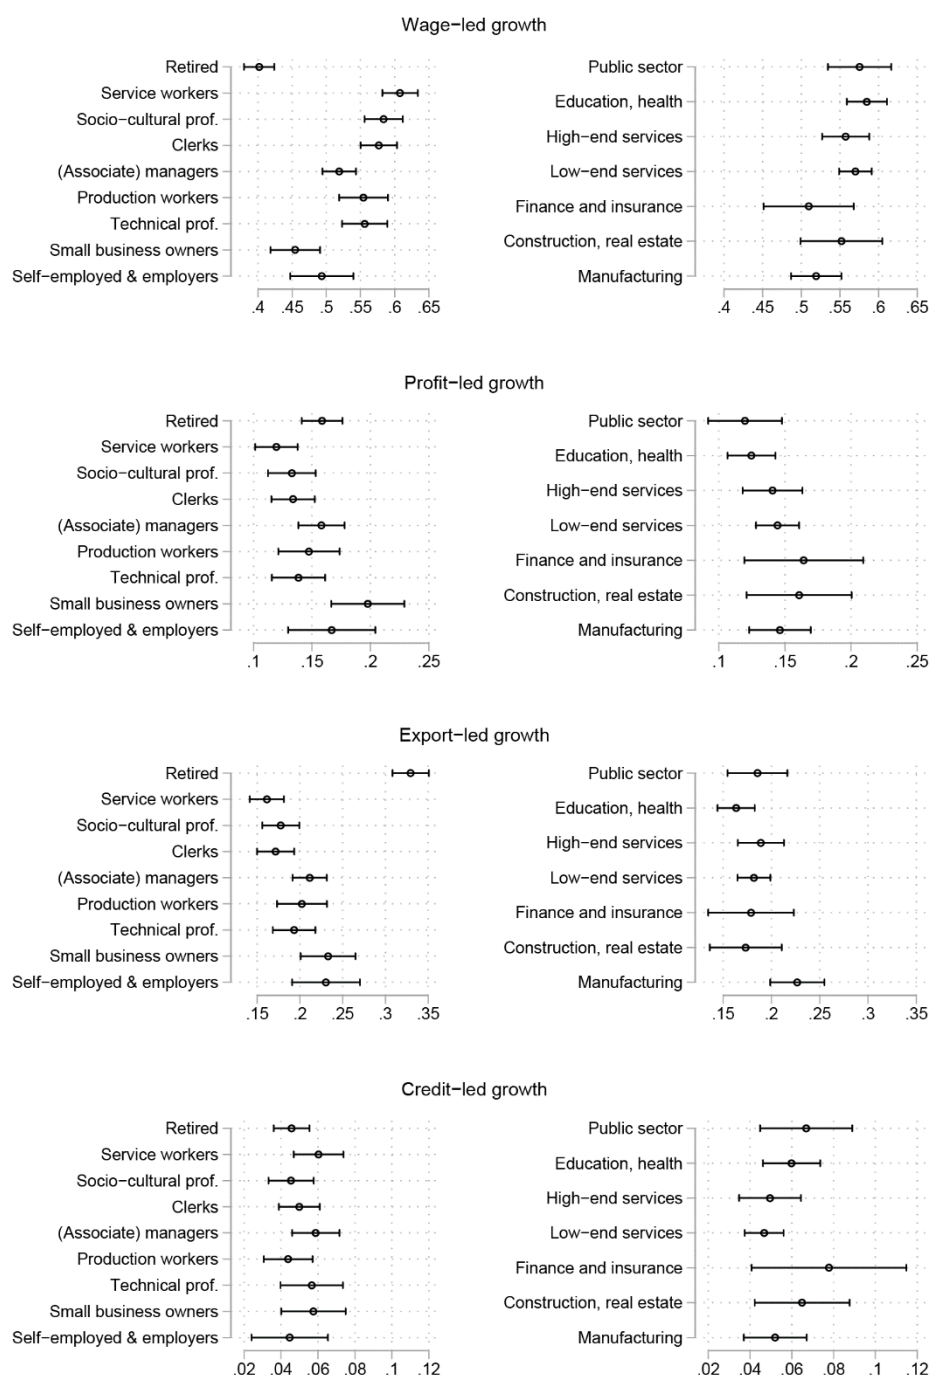 Wage-led growth
Retired
Service workers
Socio-cultural prof.
Clerks
(Associate) managers
Production workers
Technical prof.
Small business owners
Self-employed & employers
.4 .45 .5 .55 .6 .65
Public sector
Education, health
High-end services
Low-end services
Finance and insurance
Construction, real estate
Manufacturing
.4 .45 .5 .55 .6 .65
Profit-led growth
Retired
Service workers
Socio-cultural prof.
Clerks
(Associate) managers
Production workers
Technical prof.
Small business owners
Self-employed & employers
.1 .15 .2 .25
Public sector
Education, health
High-end services
Low-end services
Finance and insurance
Construction, real estate
Manufacturing
.1 .15 .2 .25
Export-led growth
Retired
Service workers
Socio-cultural prof.
Clerks
(Associate) managers
Production workers
Technical prof.
Small business owners
Self-employed & employers
.15 .2 .25 .3 .35
Public sector
Education, health
High-end services
Low-end services
Finance and insurance
Construction, real estate
Manufacturing
.15 .2 .25 .3 .35
Credit-led growth
Retired
Service workers
Socio-cultural prof.
Clerks
(Associate) managers
Production workers
Technical prof.
Small business owners
Self-employed & employers
.02 .04 .06 .08 .1 .12
Public sector
Education, health
High-end services
Low-end services
Finance and insurance
Construction, real estate
Manufacturing
.02 .04 .06 .08 .1 .12